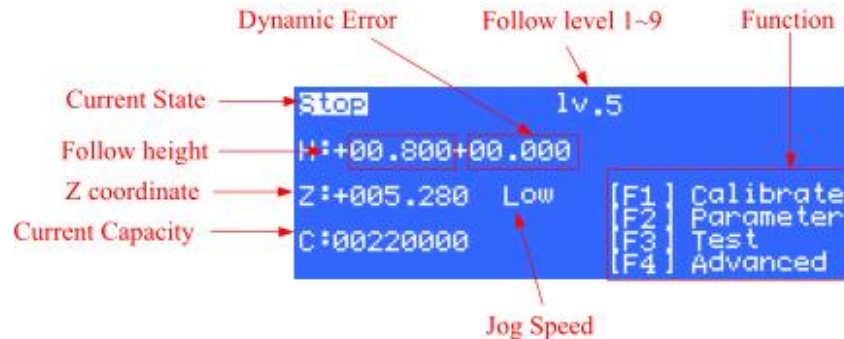 Dynamic Error Follow level 1~9 Function
Current State Stop lv.5
Follow height H:+00.800+00.000
Z coordinate Z:+005.280 Low [F1] Calibrate
[F2] Parameter
Current Capacity C:00220000 [F3] Test
[F4] Advanced
Jog Speed